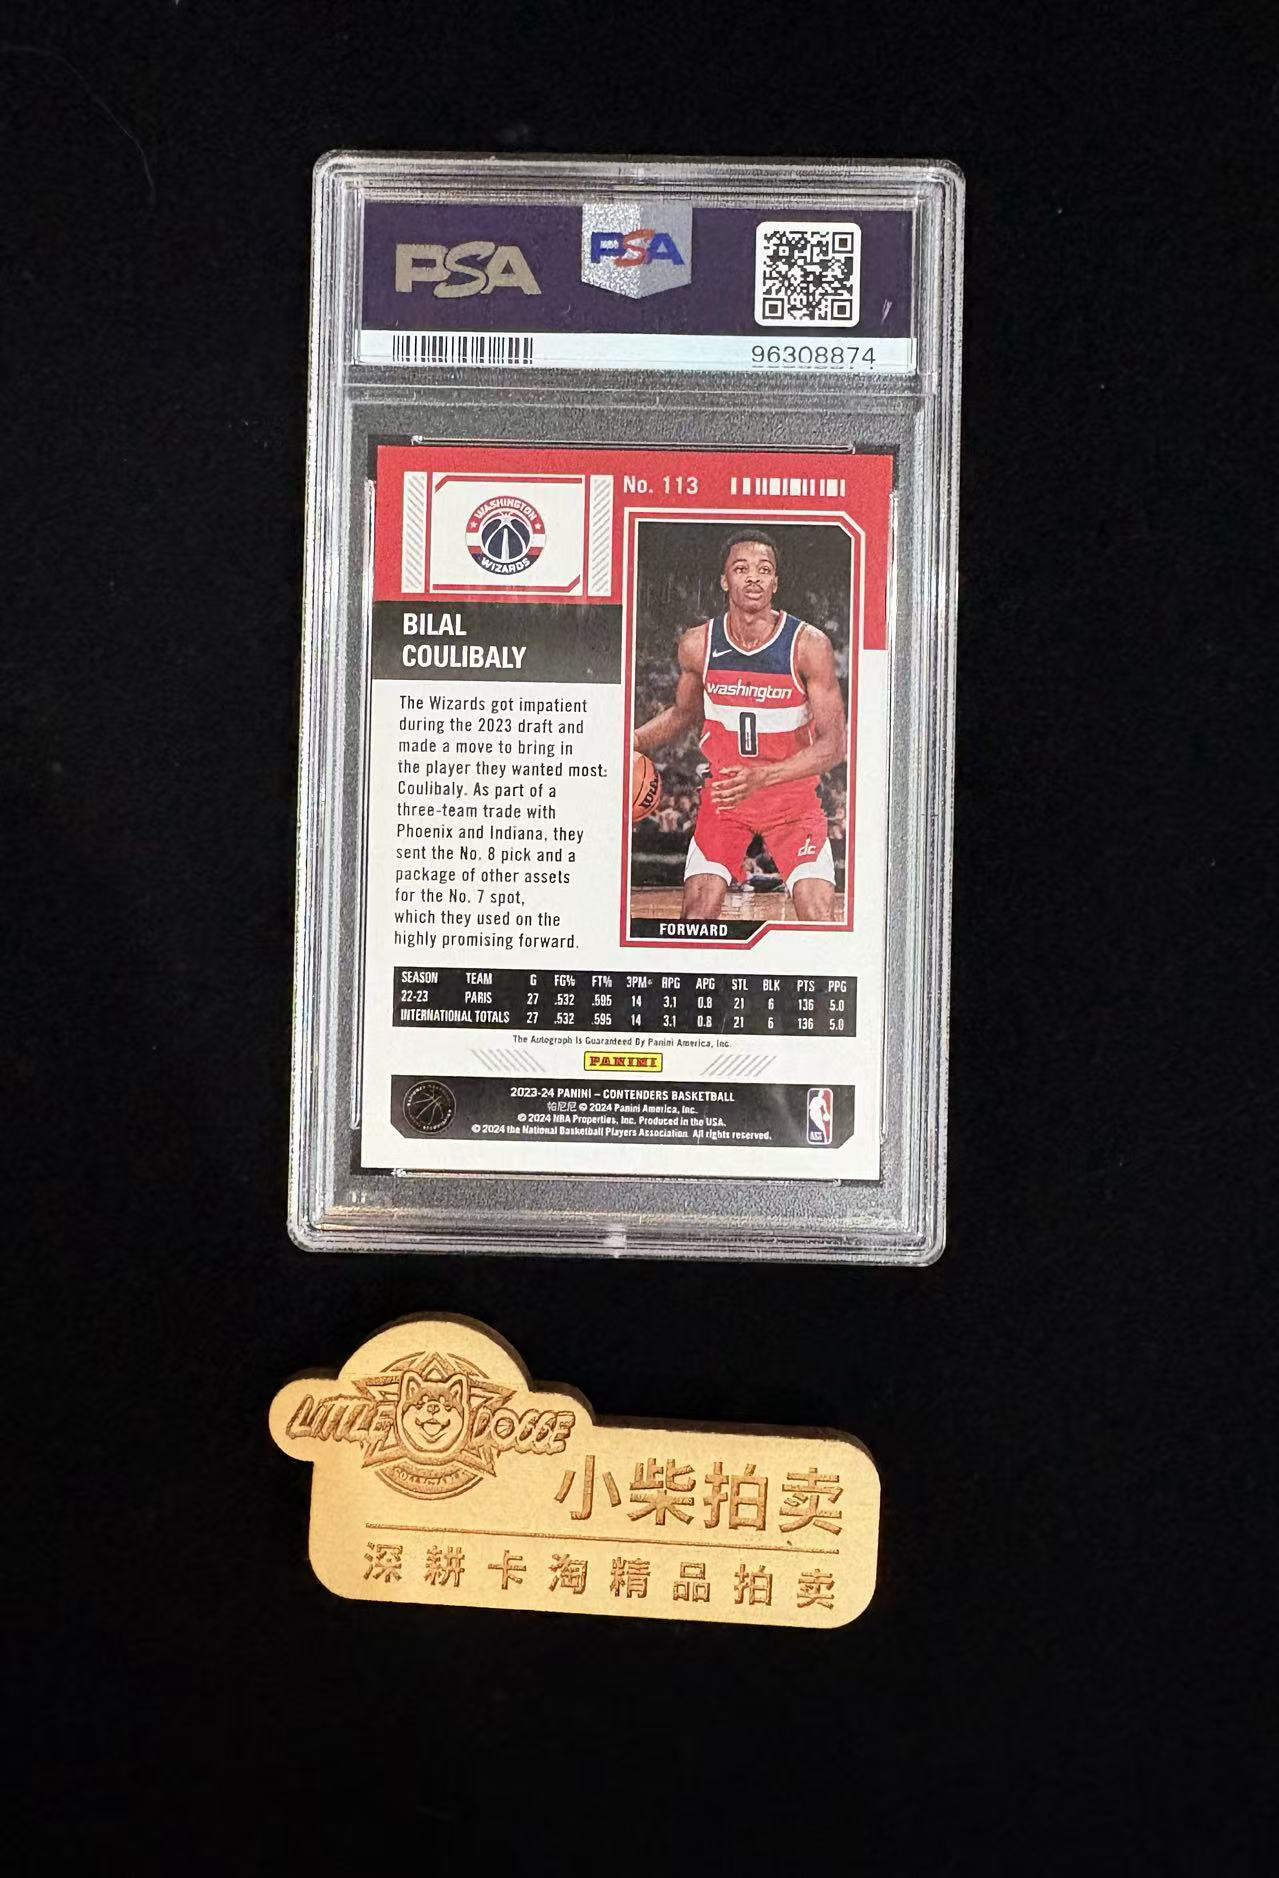 PSA
PSA
96308874
WASHINGTON
WIZARDS
No. 113
BILAL
COULIBALY
The Wizards got impatient
during the 2023 draft and
made a move to bring in
the player they wanted most:
Coulibaly. As part of a
three-team trade with
Phoenix and Indiana, they
sent the No. 8 pick and a
package of other assets
for the No. 7 spot,
which they used on the
highly promising forward.
washington
0
dc
FORWARD
SEASON TEAM G FG% FT% 3PM RPG APG STL BLK PTS PPG
22-23 PARIS 27 .532 .595 14 3.1 0.8 21 6 136 5.0
INTERNATIONAL TOTALS 27 .532 .595 14 3.1 0.8 21 6 136 5.0
The Autograph Is Guaranteed By Panini America, Inc.
PANINI
2023-24 PANINI – CONTENDERS BASKETBALL
帕尼尼 © 2024 Panini America, Inc.
© 2024 NBA Properties, Inc. Produced in the USA.
© 2024 the National Basketball Players Association. All rights reserved.
LITTLE DOGGE
小柴拍卖
深耕卡淘精品拍卖